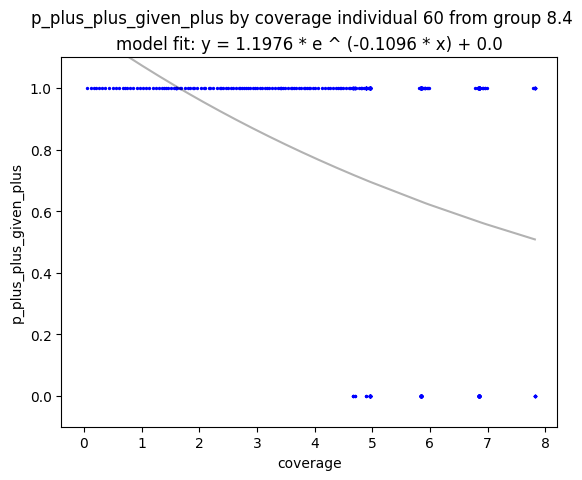 p_plus_plus_given_plus by coverage individual 60 from group 8.4
model fit: y = 1.1976 * e ^ (-0.1096 * x) + 0.0
p_plus_plus_given_plus
1.0
0.8
0.6
0.4
0.2
0.0
0 1 2 3 4 5 6 7 8
coverage